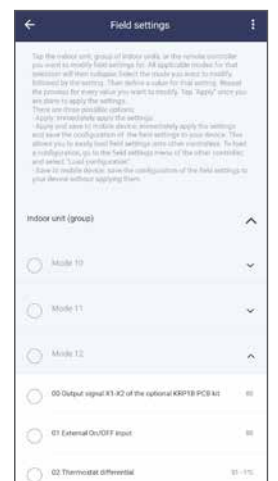 Field settings
Tap the indoor unit, group of indoor units, or the remote controller
you want to modify field settings for. All applicable modes for that
selection will then collapse. Select the mode you want to modify,
followed by the setting. Then define a value for that setting. Repeat
the process for every value you want to modify. Tap "Apply" once you
are done to apply the settings.
There are three possible options:
- Apply: immediately apply the settings.
- Apply and save to mobile device: immediately apply the settings
and save the configuration of the field settings to your device. This
allows you to easily load field settings onto other controllers. To load
a configuration, go to the field settings menu of the other controller,
and select "Load configuration".
- Save to mobile device: save the configuration of the field settings to
your device without applying them.
Indoor unit (group)
Mode 10
Mode 11
Mode 12
00 Output signal X1-X2 of the optional KRP1B PCB kit
01 External On/OFF input
02 Thermostat differential 01 - 1°C